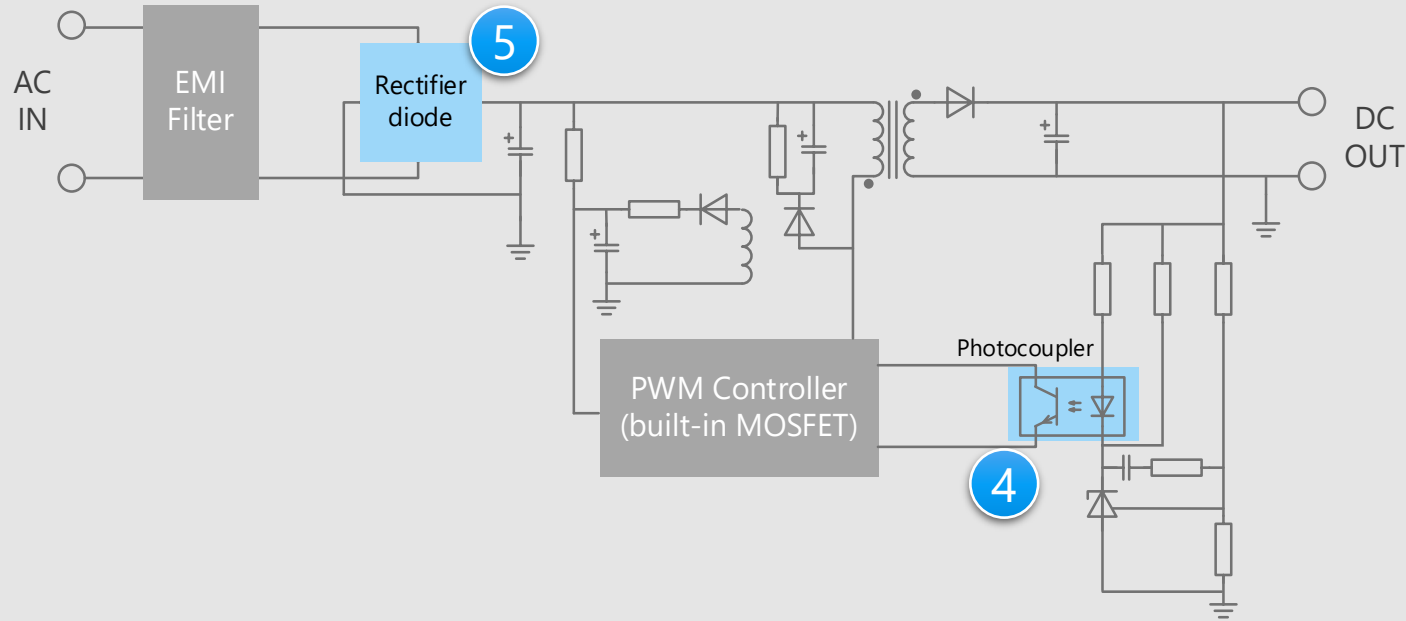 AC
IN
EMI
Filter
Rectifier
diode
5
+
+
+
+
DC
OUT
Photocoupler
PWM Controller
(built-in MOSFET)
4